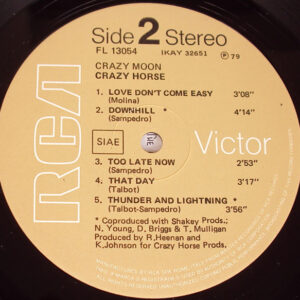 Side 2 Stereo
FL 13054
IKAY 32651
℗ 79
CRAZY MOON
CRAZY HORSE
1. LOVE DON'T COME EASY 3'08"
(Molina)
2. DOWNHILL * 4'14"
(Sampedro)
RCA
SIAE
Victor
3. TOO LATE NOW 2'53"
(Sampedro)
4. THAT DAY 3'17"
(Talbot)
5. THUNDER AND LIGHTNING *
(Talbot-Sampedro) 3'56"
* Coproduced with Shakey Prods.;
N. Young, D. Briggs & T. Mulligan
Produced by R.Heenan and
K.Johnson for Crazy Horse Prods.